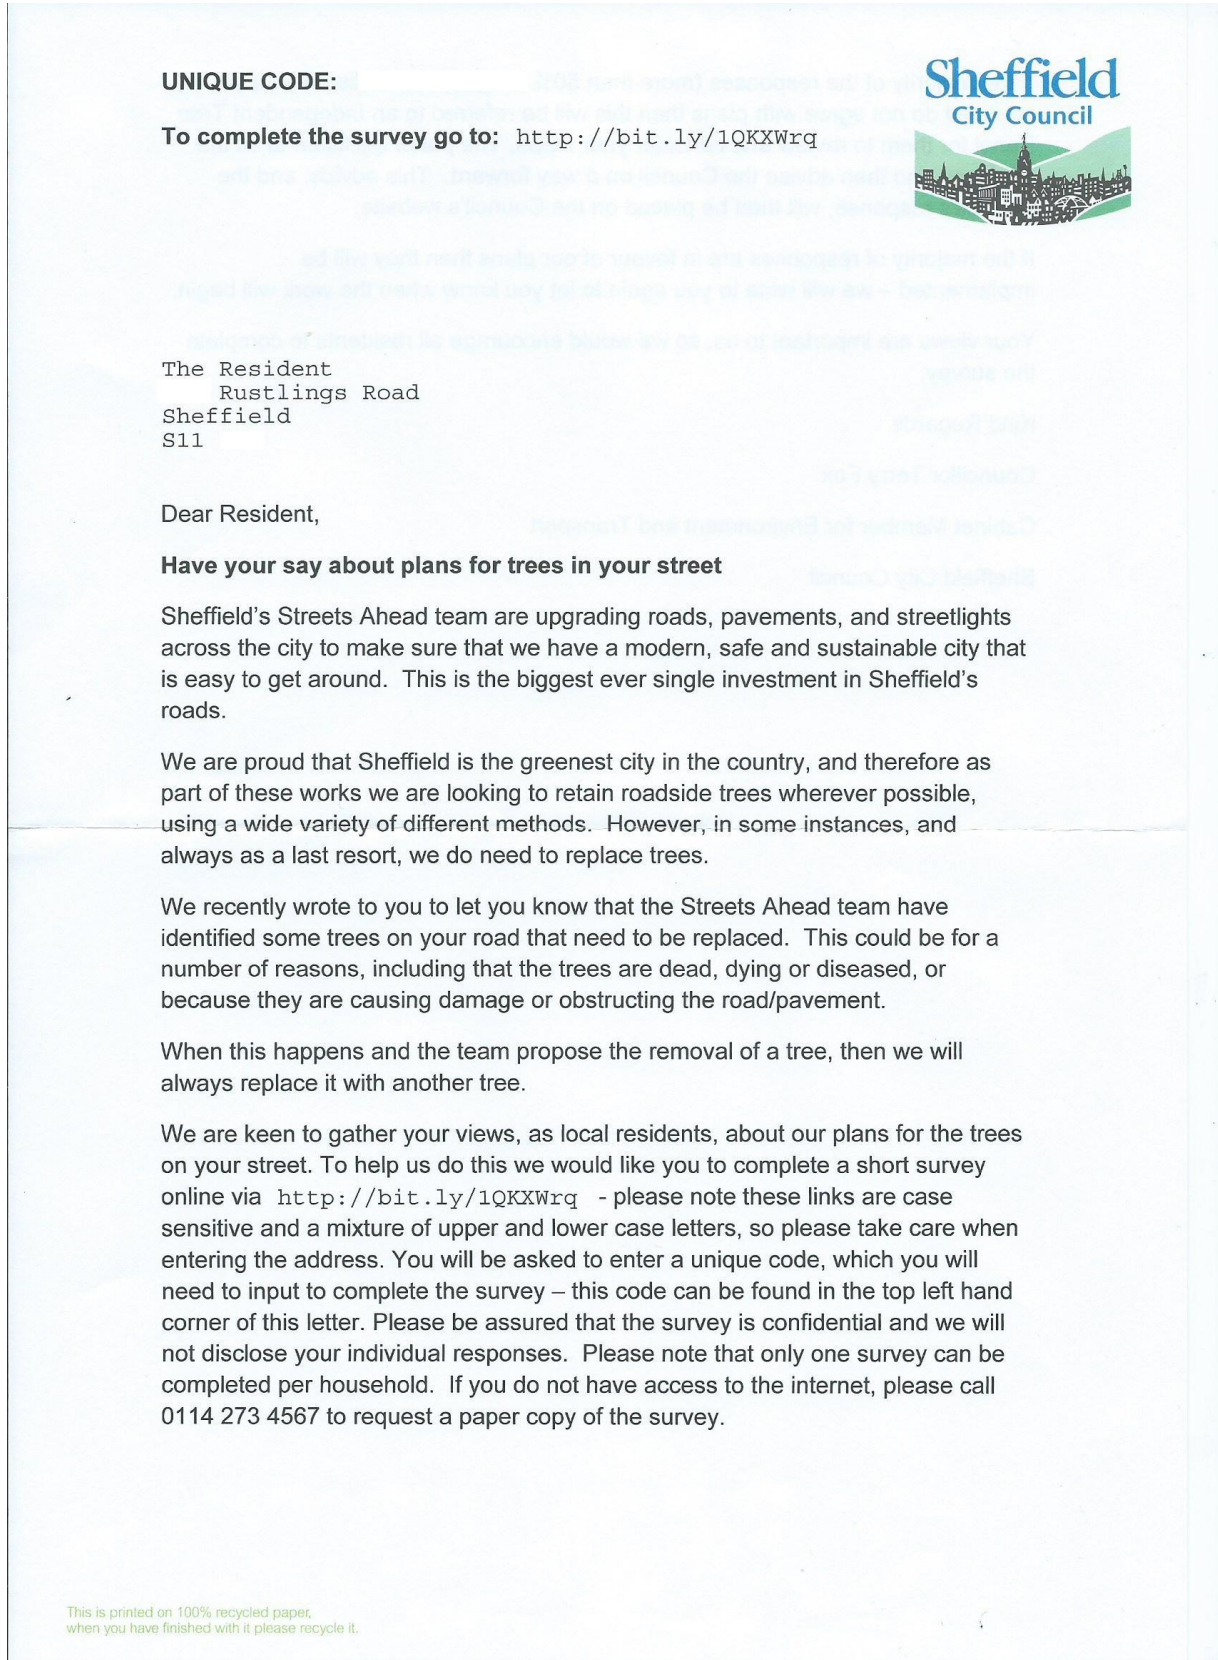 UNIQUE CODE:
To complete the survey go to: http://bit.ly/1QKXWrq
Sheffield
City Council
The Resident
Rustlings Road
Sheffield
S11
Dear Resident,
Have your say about plans for trees in your street
Sheffield's Streets Ahead team are upgrading roads, pavements, and streetlights
across the city to make sure that we have a modern, safe and sustainable city that
is easy to get around. This is the biggest ever single investment in Sheffield's
roads.
We are proud that Sheffield is the greenest city in the country, and therefore as
part of these works we are looking to retain roadside trees wherever possible,
using a wide variety of different methods. However, in some instances, and
always as a last resort, we do need to replace trees.
We recently wrote to you to let you know that the Streets Ahead team have
identified some trees on your road that need to be replaced. This could be for a
number of reasons, including that the trees are dead, dying or diseased, or
because they are causing damage or obstructing the road/pavement.
When this happens and the team propose the removal of a tree, then we will
always replace it with another tree.
We are keen to gather your views, as local residents, about our plans for the trees
on your street. To help us do this we would like you to complete a short survey
online via http://bit.ly/1QKXWrq - please note these links are case
sensitive and a mixture of upper and lower case letters, so please take care when
entering the address. You will be asked to enter a unique code, which you will
need to input to complete the survey – this code can be found in the top left hand
corner of this letter. Please be assured that the survey is confidential and we will
not disclose your individual responses. Please note that only one survey can be
completed per household. If you do not have access to the internet, please call
0114 273 4567 to request a paper copy of the survey.
This is printed on 100% recycled paper,
when you have finished with it please recycle it.